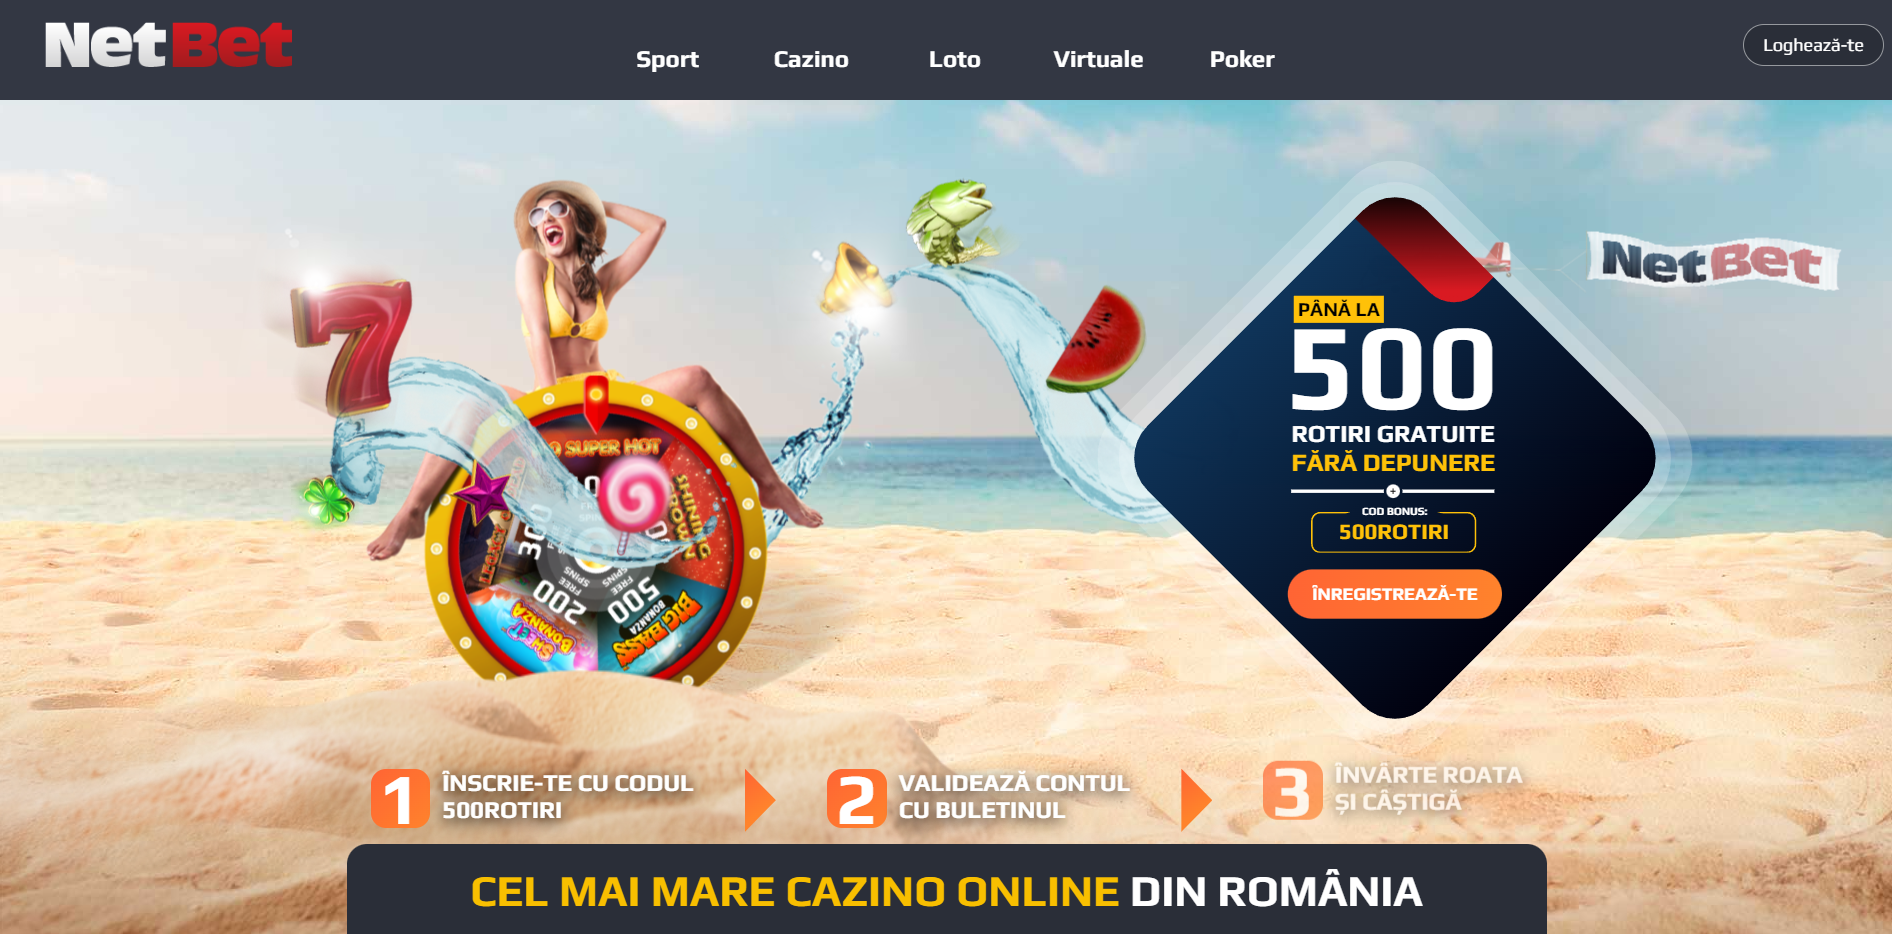 NetBet
Sport Cazino Loto Virtuale Poker
Loghează-te
NetBet
PÂNĂ LA
500
ROTIRI GRATUITE
FĂRĂ DEPUNERE
COD BONUS:
500ROTIRI
ÎNREGISTREAZĂ-TE
7
SUPER HOT
300
200
FREE
SPINS
500
FREE
SPINS
SWEET
BONANZA
BIG BASS
BONANZA
SHINING
CROWN
1 ÎNSCRIE-TE CU CODUL
500ROTIRI
2 VALIDEAZĂ CONTUL
CU BULETINUL
3 ÎNVÂRTE ROATA
ȘI CÂȘTIGĂ
CEL MAI MARE CAZINO ONLINE DIN ROMÂNIA